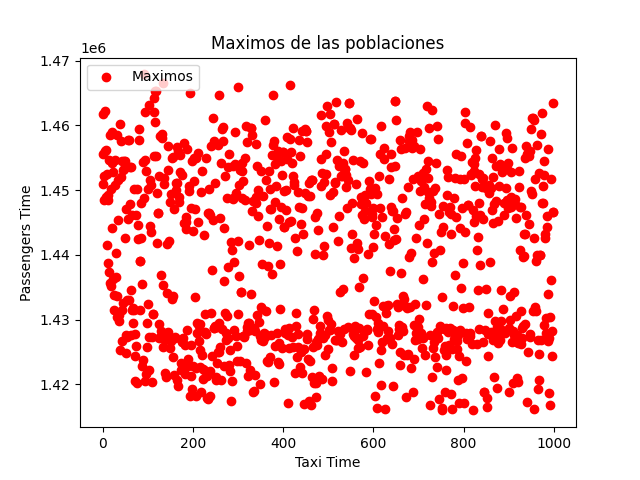 Maximos de las poblaciones
1e6
Maximos
1.47
1.46
1.45
1.44
1.43
1.42
Passengers Time
0 200 400 600 800 1000
Taxi Time